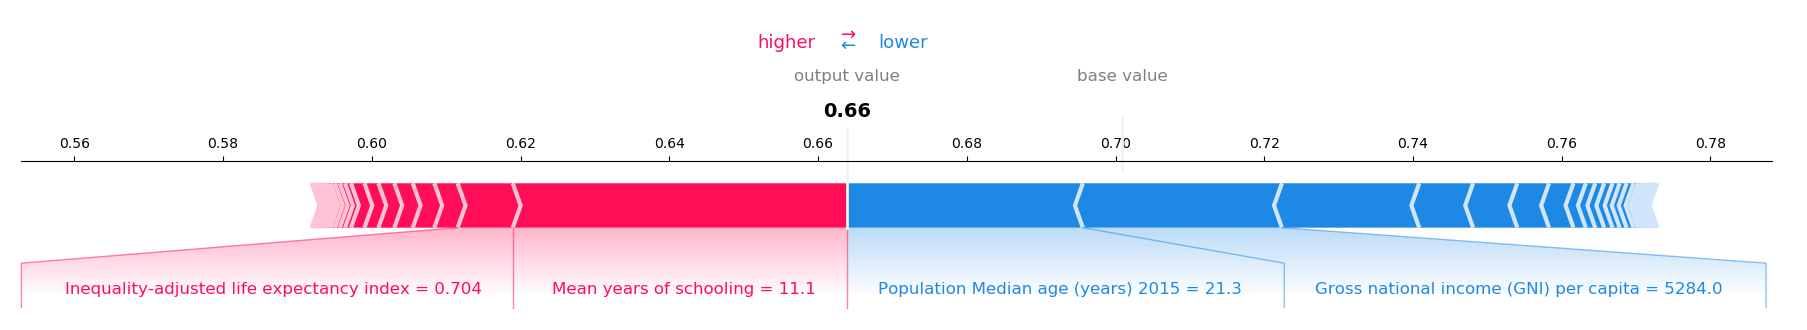 higher → lower
←
output value base value
0.66
0.56 0.58 0.60 0.62 0.64 0.66 0.68 0.70 0.72 0.74 0.76 0.78
Inequality-adjusted life expectancy index = 0.704 Mean years of schooling = 11.1 Population Median age (years) 2015 = 21.3 Gross national income (GNI) per capita = 5284.0